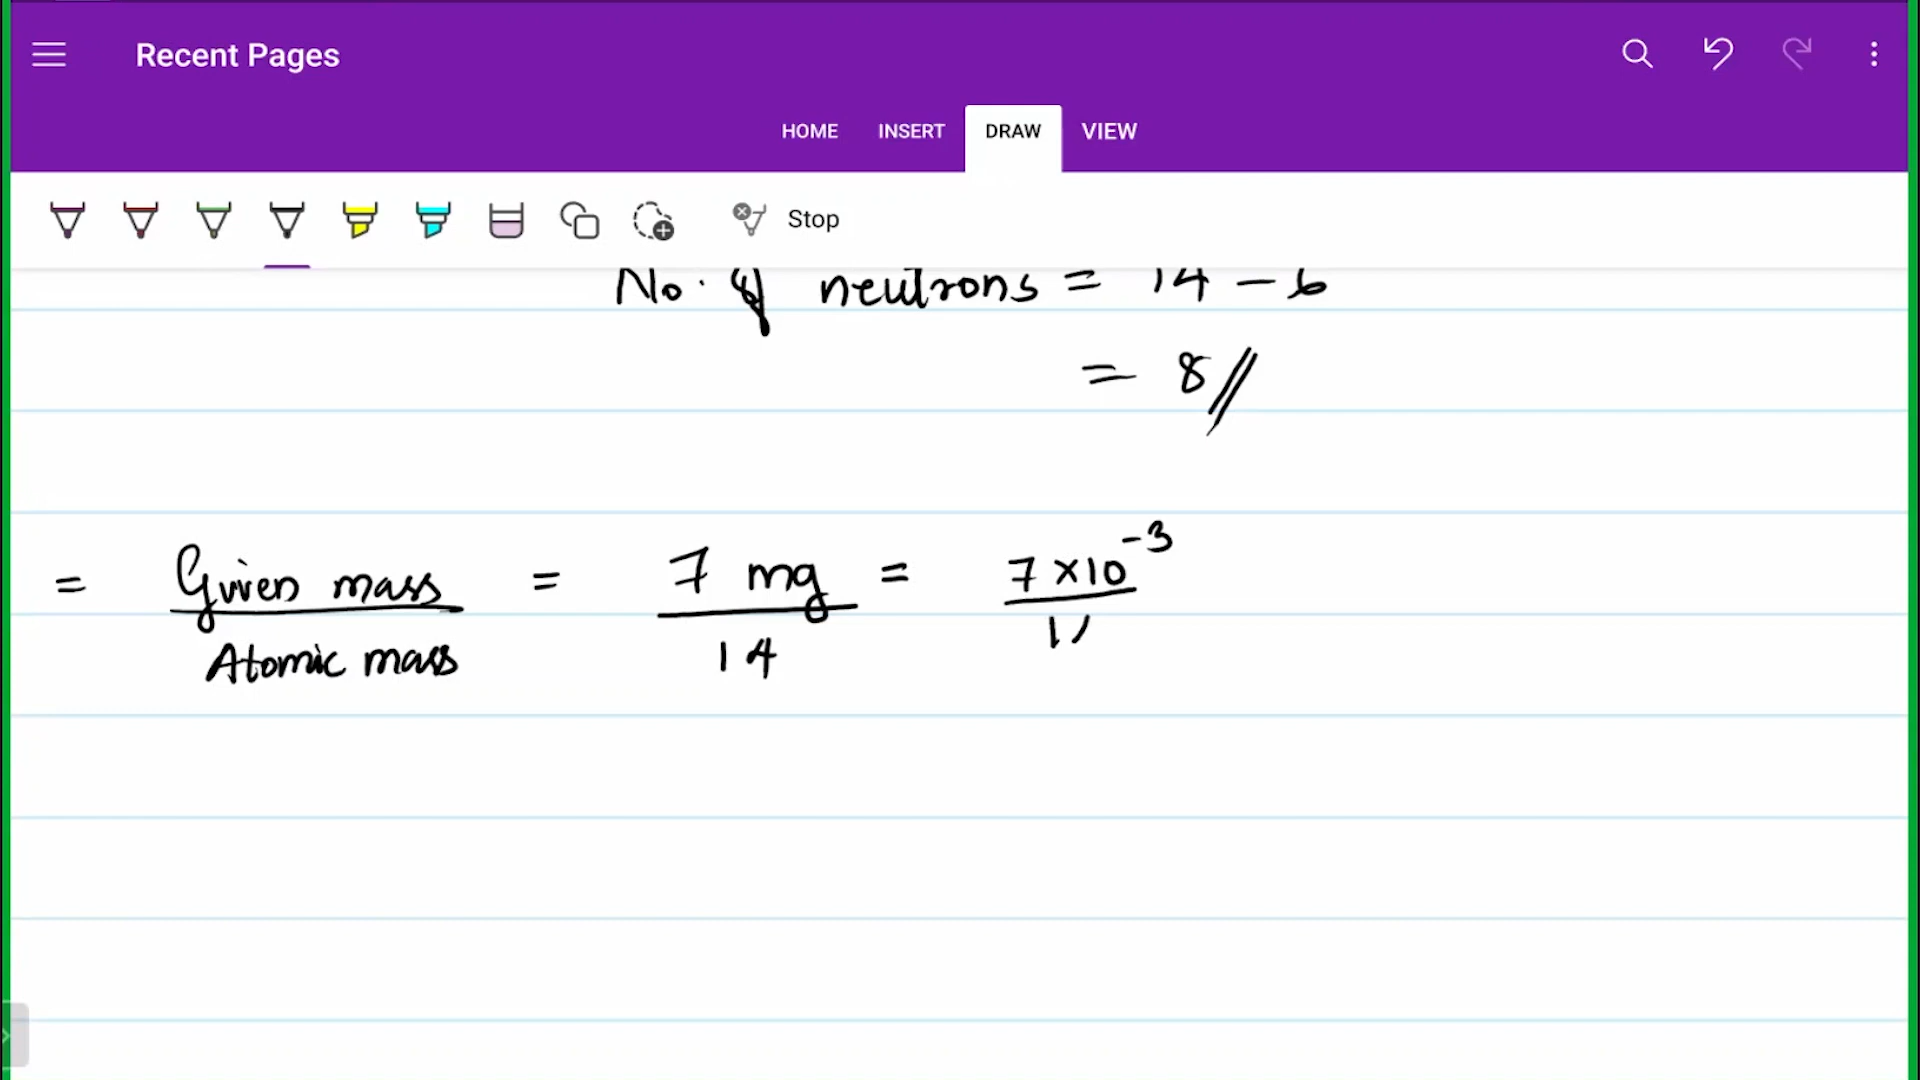 Recent Pages
HOME INSERT DRAW VIEW
Stop
No. of neutrons = 14 - 6
= 8//
= Given mass / Atomic mass = 7 mg / 14 = 7 ×10⁻³ /